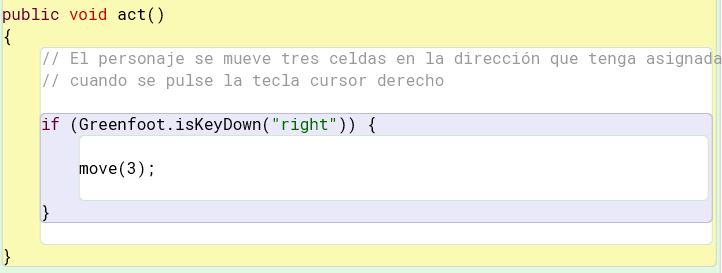 public void act()
{
// El personaje se mueve tres celdas en la dirección que tenga asignada
// cuando se pulse la tecla cursor derecho
if (Greenfoot.isKeyDown("right")) {
move(3);
}
}